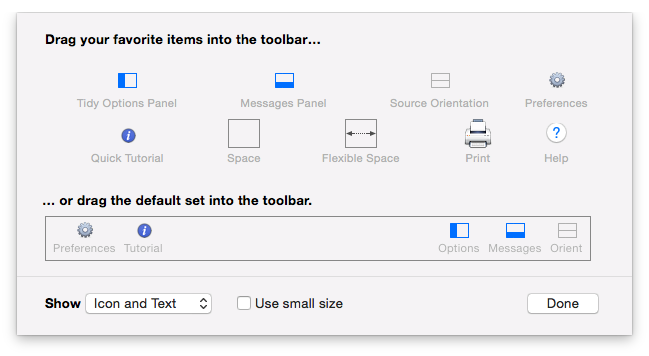 Drag your favorite items into the toolbar…
Tidy Options Panel Messages Panel Source Orientation Preferences
Quick Tutorial Space Flexible Space Print Help
… or drag the default set into the toolbar.
Preferences Tutorial Options Messages Orient
Show Icon and Text Use small size Done